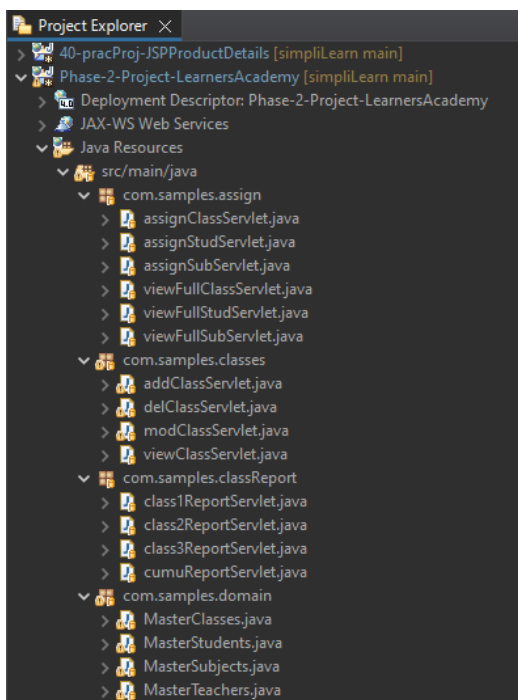 Project Explorer
40-pracProj-JSPProductDetails [simpliLearn main]
Phase-2-Project-LearnersAcademy [simpliLearn main]
Deployment Descriptor: Phase-2-Project-LearnersAcademy
JAX-WS Web Services
Java Resources
src/main/java
com.samples.assign
assignClassServlet.java
assignStudServlet.java
assignSubServlet.java
viewFullClassServlet.java
viewFullStudServlet.java
viewFullSubServlet.java
com.samples.classes
addClassServlet.java
delClassServlet.java
modClassServlet.java
viewClassServlet.java
com.samples.classReport
class1ReportServlet.java
class2ReportServlet.java
class3ReportServlet.java
cumuReportServlet.java
com.samples.domain
MasterClasses.java
MasterStudents.java
MasterSubjects.java
MasterTeachers.java